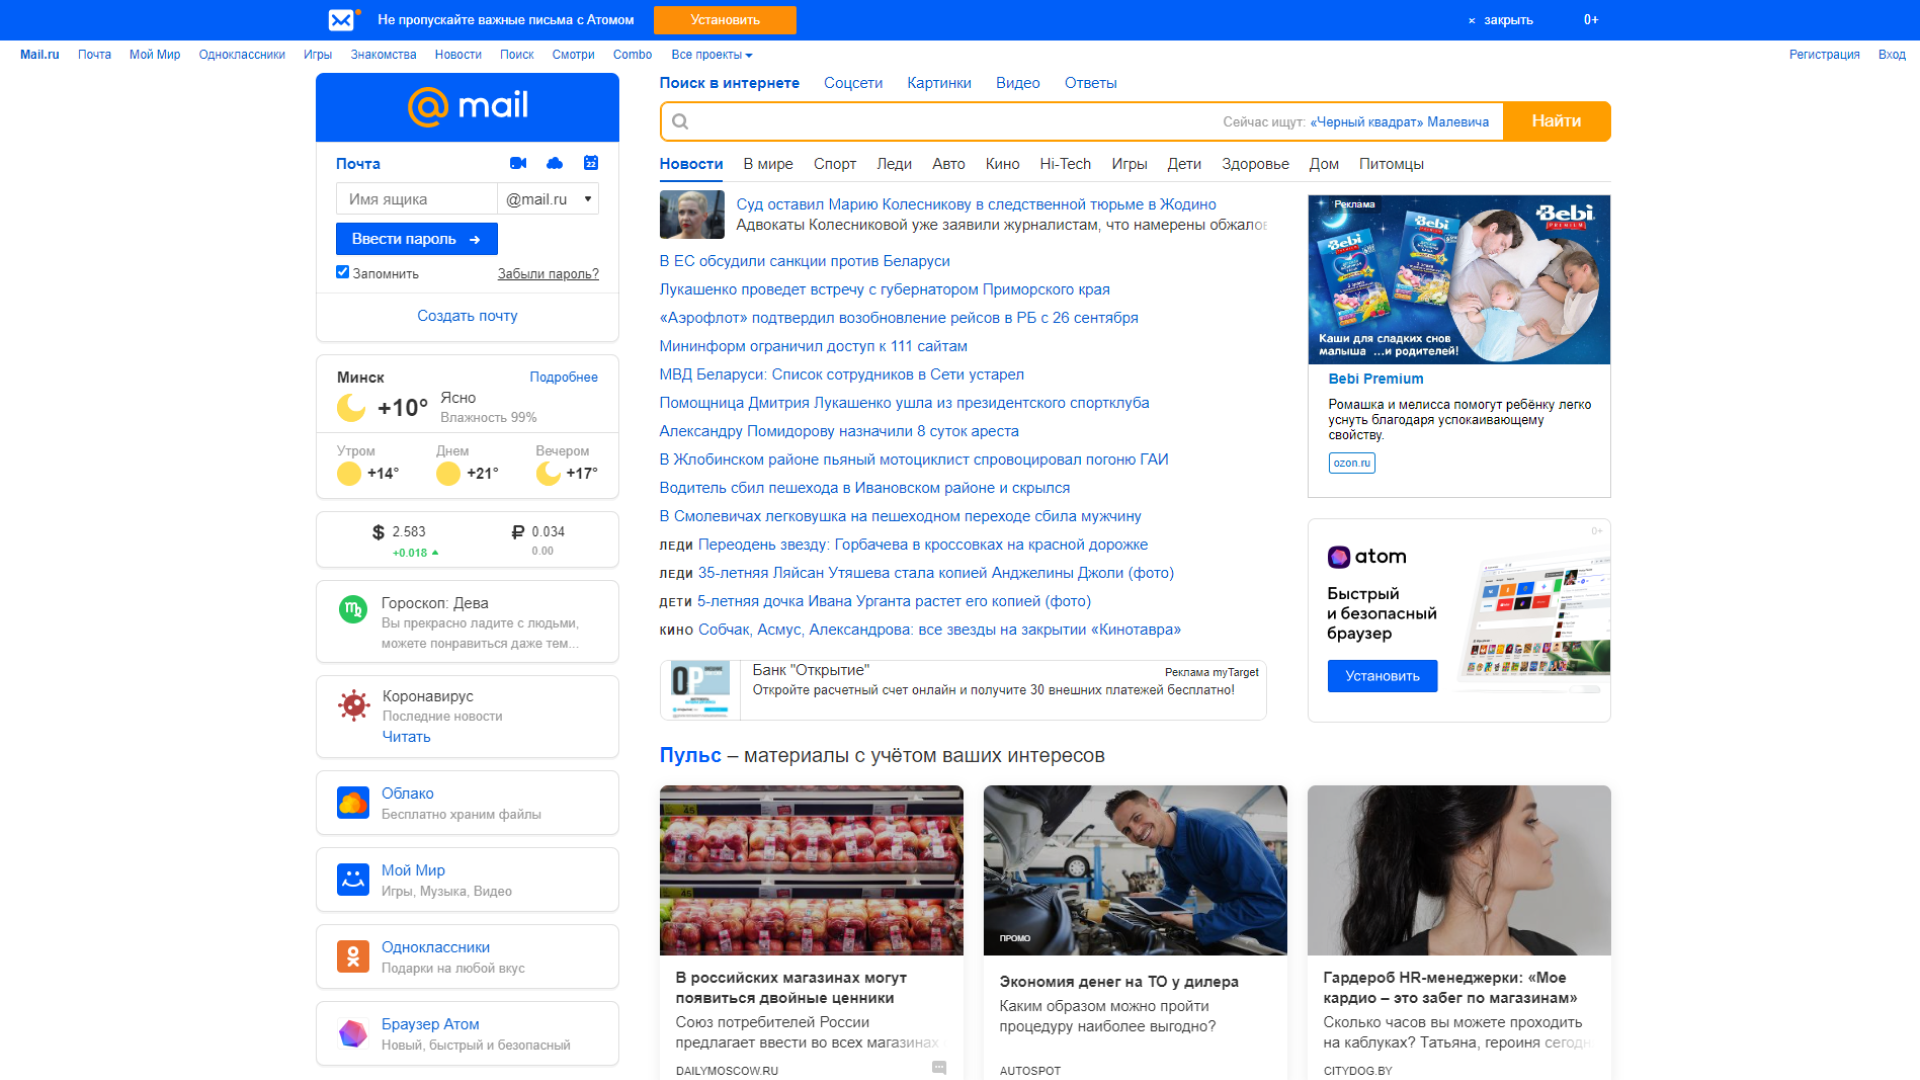 Не пропускайте важные письма с Атомом
Установить
× закрыть
0+
Mail.ru Почта Мой Мир Одноклассники Игры Знакомства Новости Поиск Смотри Combo Все проекты
Регистрация Вход
@mail
Почта
22
Имя ящика
@mail.ru
Ввести пароль
Запомнить
Забыли пароль?
Создать почту
Минск
Подробнее
+10°
Ясно
Влажность 99%
Утром Днем Вечером
+14° +21° +17°
$ 2.583
+0.018
₽ 0.034
0.00
Гороскоп: Дева
Вы прекрасно ладите с людьми,
можете понравиться даже тем...
Коронавирус
Последние новости
Читать
Облако
Бесплатно храним файлы
Мой Мир
Игры, Музыка, Видео
Одноклассники
Подарки на любой вкус
Браузер Атом
Новый, быстрый и безопасный
Поиск в интернете Соцсети Картинки Видео Ответы
Сейчас ищут: «Черный квадрат» Малевича
Найти
Новости В мире Спорт Леди Авто Кино Hi-Tech Игры Дети Здоровье Дом Питомцы
Суд оставил Марию Колесникову в следственной тюрьме в Жодино
Адвокаты Колесниковой уже заявили журналистам, что намерены обжалов
В ЕС обсудили санкции против Беларуси
Лукашенко проведет встречу с губернатором Приморского края
«Аэрофлот» подтвердил возобновление рейсов в РБ с 26 сентября
Мининформ ограничил доступ к 111 сайтам
МВД Беларуси: Список сотрудников в Сети устарел
Помощница Дмитрия Лукашенко ушла из президентского спортклуба
Александру Помидорову назначили 8 суток ареста
В Жлобинском районе пьяный мотоциклист спровоцировал погоню ГАИ
Водитель сбил пешехода в Ивановском районе и скрылся
В Смолевичах легковушка на пешеходном переходе сбила мужчину
ЛЕДИ Переодень звезду: Горбачева в кроссовках на красной дорожке
ЛЕДИ 35-летняя Ляйсан Утяшева стала копией Анджелины Джоли (фото)
ДЕТИ 5-летняя дочка Ивана Урганта растет его копией (фото)
КИНО Собчак, Асмус, Александрова: все звезды на закрытии «Кинотавра»
Банк "Открытие"
Реклама myTarget
Откройте расчетный счет онлайн и получите 30 внешних платежей бесплатно!
Реклама
Bebi
PREMIUM
Bebi
Bebi
Каши для сладких снов
малыша ...и родителей!
Bebi Premium
Ромашка и мелисса помогут ребёнку легко
уснуть благодаря успокаивающему
свойству.
ozon.ru
0+
atom
Быстрый
и безопасный
браузер
Установить
Пульс – материалы с учётом ваших интересов
В российских магазинах могут
появиться двойные ценники
Союз потребителей России
предлагает ввести во всех магазинах
DAILYMOSCOW.RU
ПРОМО
Экономия денег на ТО у дилера
Каким образом можно пройти
процедуру наиболее выгодно?
AUTOSPOT
Гардероб HR-менеджерки: «Мое
кардио – это забег по магазинам»
Сколько часов вы можете проходить
на каблуках? Татьяна, героиня сегодн
CITYDOG.BY